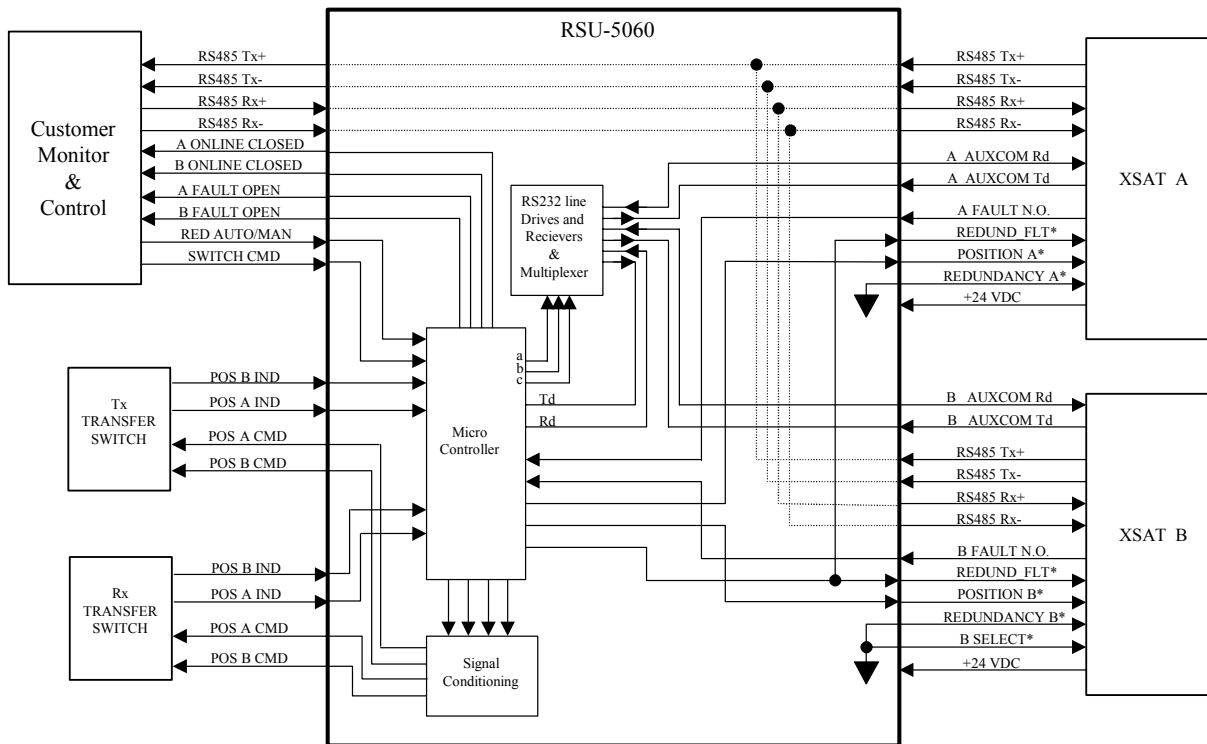 RSU-5060
Customer
Monitor
&
Control
RS485 Tx+
RS485 Tx-
RS485 Rx+
RS485 Rx-
A ONLINE CLOSED
B ONLINE CLOSED
A FAULT OPEN
B FAULT OPEN
RED AUTO/MAN
SWITCH CMD
Tx
TRANSFER
SWITCH
POS B IND
POS A IND
POS A CMD
POS B CMD
Rx
TRANSFER
SWITCH
POS B IND
POS A IND
POS A CMD
POS B CMD
RS232 line
Drives and
Recievers
&
Multiplexer
a
b
c
Td
Rd
Micro
Controller
Signal
Conditioning
RS485 Tx+
RS485 Tx-
RS485 Rx+
RS485 Rx-
A AUXCOM Rd
A AUXCOM Td
A FAULT N.O.
REDUND_FLT*
POSITION A*
REDUNDANCY A*
+24 VDC
XSAT A
B AUXCOM Rd
B AUXCOM Td
RS485 Tx+
RS485 Tx-
RS485 Rx+
RS485 Rx-
B FAULT N.O.
REDUND_FLT*
POSITION B*
REDUNDANCY B*
B SELECT*
+24 VDC
XSAT B